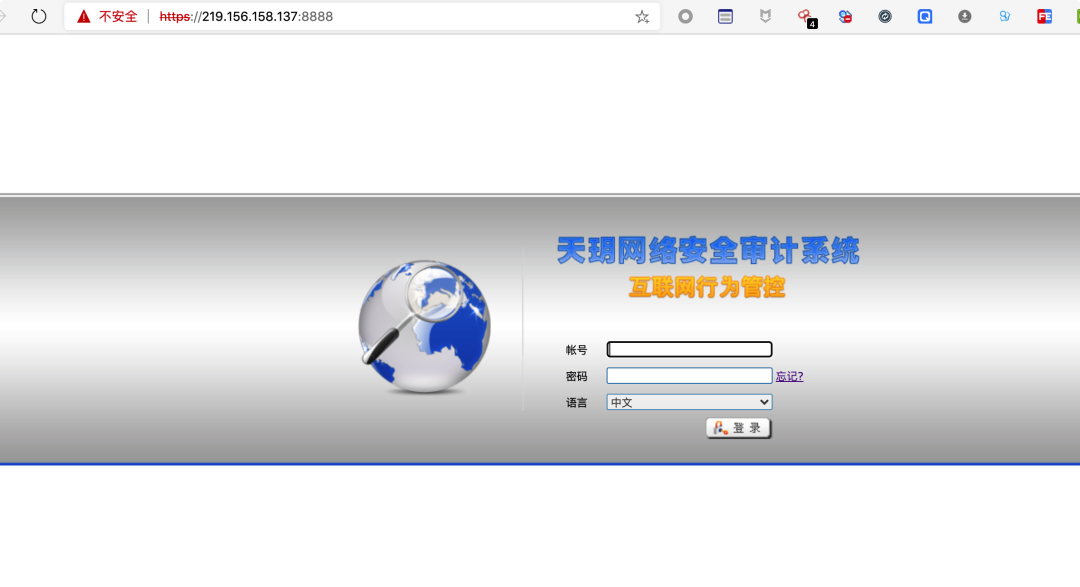 不安全 https://219.156.158.137:8888
4
天玥网络安全审计系统
互联网行为管控
帐号
密码 忘记?
语言 中文
登 录